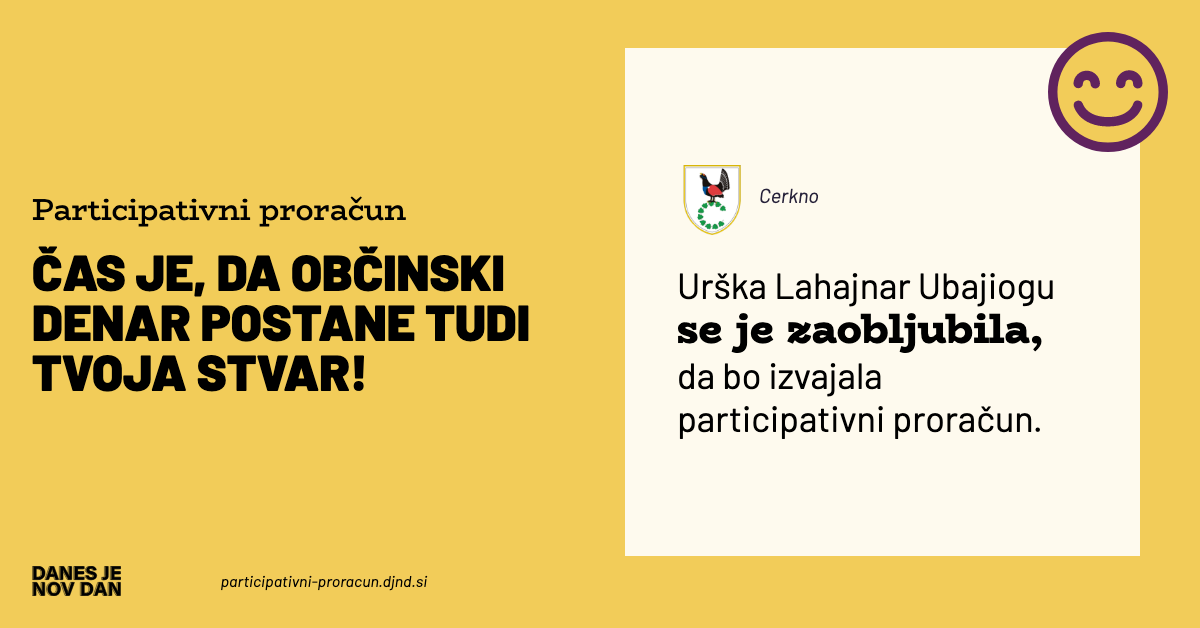 Participativni proračun
ČAS JE, DA OBČINSKI
DENAR POSTANE TUDI
TVOJA STVAR!
DANES JE
NOV DAN
participativni-proracun.djnd.si
Cerkno
Urška Lahajnar Ubajiogu
se je zaobljubila,
da bo izvajala
participativni proračun.